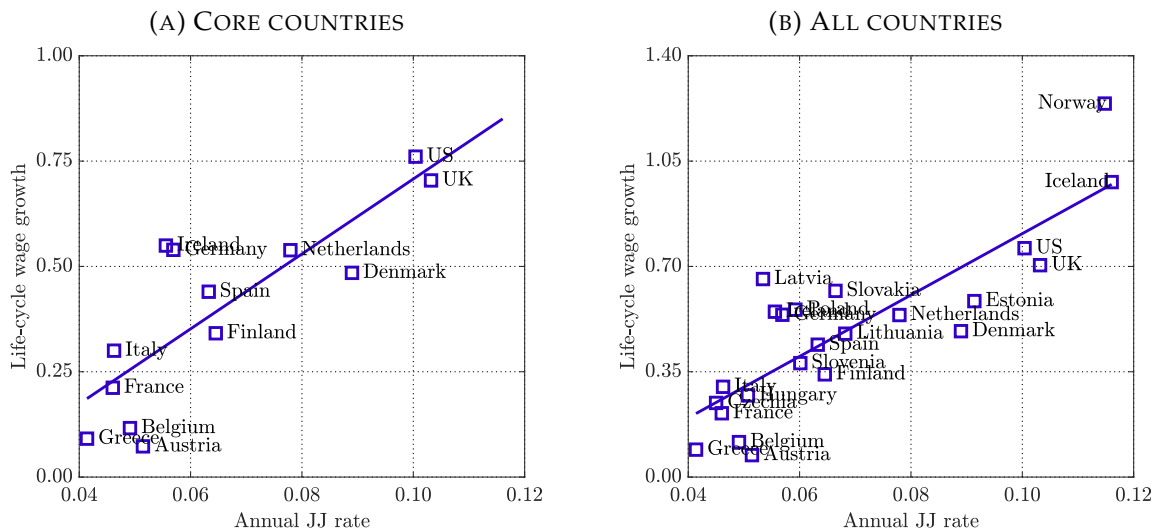 (A) CORE COUNTRIES
1.00
0.75
0.50
0.25
0.00
Life-cycle wage growth
US
UK
Ireland
Germany
Netherlands
Denmark
Spain
Finland
Italy
France
Belgium
Greece
Austria
0.04 0.06 0.08 0.10 0.12
Annual JJ rate
(B) ALL COUNTRIES
1.40
1.05
0.70
0.35
0.00
Life-cycle wage growth
Norway
Iceland
US
UK
Latvia
Slovakia
Estonia
Poland
Ireland
Germany
Netherlands
Denmark
Lithuania
Spain
Slovenia
Finland
Italy
Hungary
Czechia
France
Belgium
Greece
Austria
0.04 0.06 0.08 0.10 0.12
Annual JJ rate